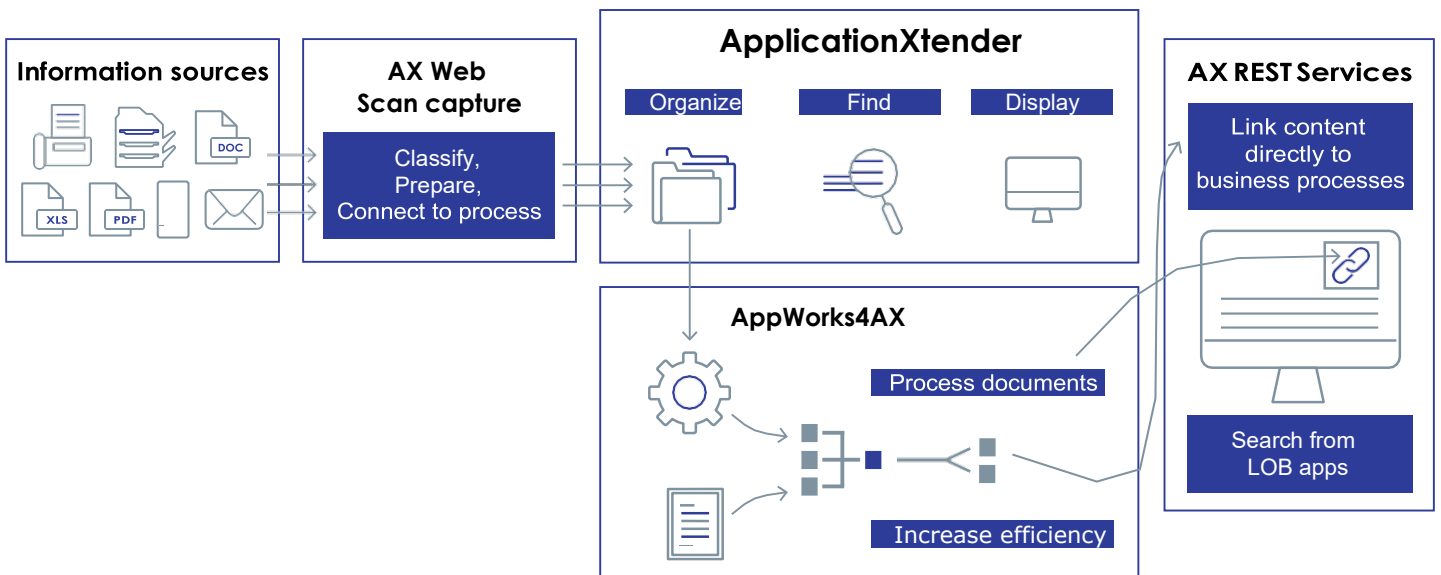 Information sources
DOC
XLS
PDF
AX Web
Scan capture
Classify,
Prepare,
Connect to process
ApplicationXtender
Organize
Find
Display
AppWorks4AX
Process documents
Increase efficiency
AX REST Services
Link content
directly to
business processes
Search from
LOB apps